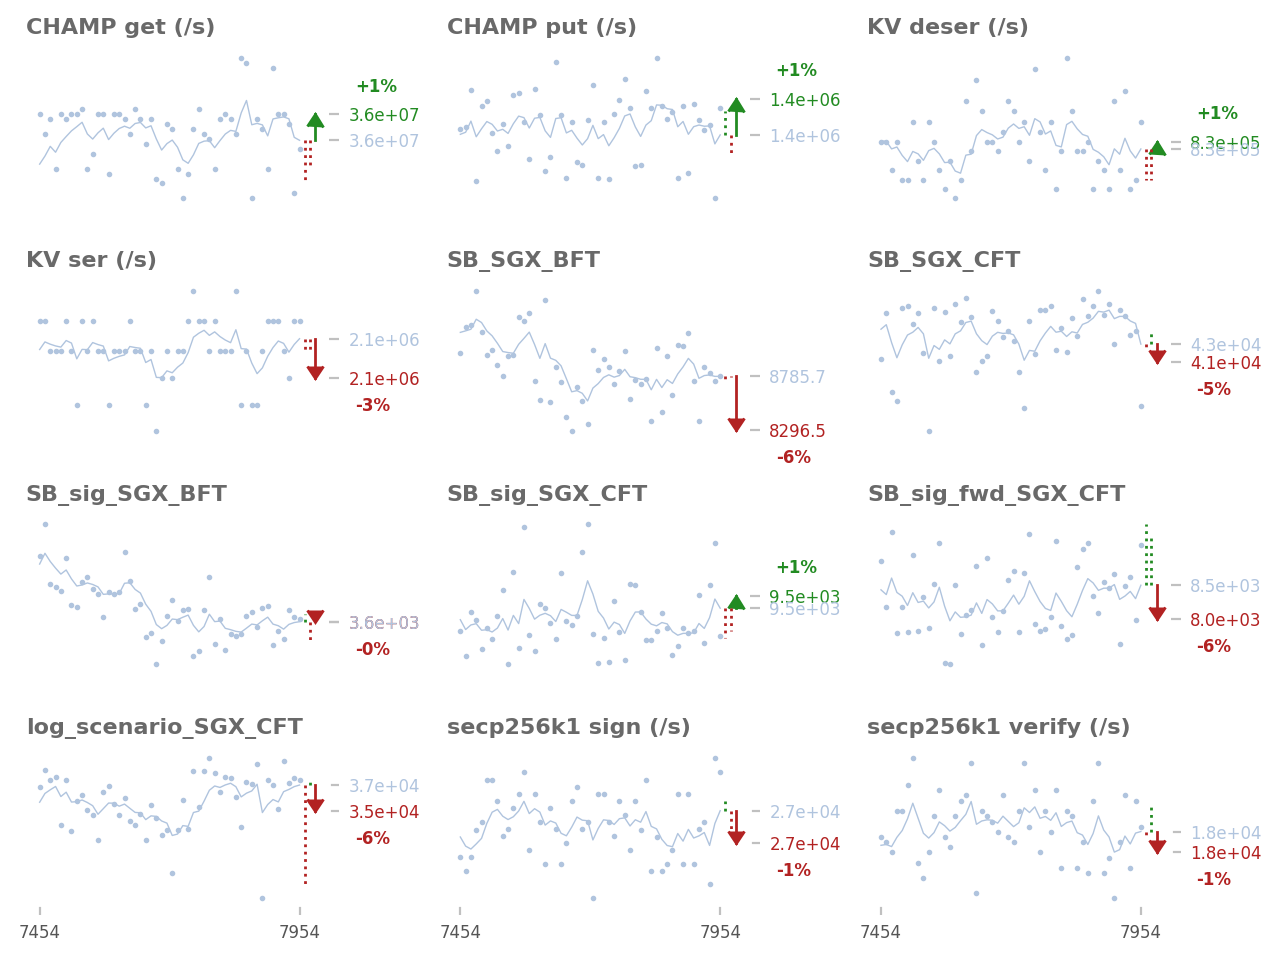 CHAMP get (/s)
+1%
3.6e+07
3.6e+07
CHAMP put (/s)
+1%
1.4e+06
1.4e+06
KV deser (/s)
+1%
8.3e+05
KV ser (/s)
2.1e+06
2.1e+06
-3%
SB_SGX_BFT
8785.7
8296.5
-6%
SB_SGX_CFT
4.3e+04
4.1e+04
-5%
SB_sig_SGX_BFT
3.6e+03
-0%
SB_sig_SGX_CFT
+1%
9.5e+03
9.5e+03
SB_sig_fwd_SGX_CFT
8.5e+03
8.0e+03
-6%
log_scenario_SGX_CFT
3.7e+04
3.5e+04
-6%
7454
7954
secp256k1 sign (/s)
2.7e+04
2.7e+04
-1%
7454
7954
secp256k1 verify (/s)
1.8e+04
1.8e+04
-1%
7454
7954